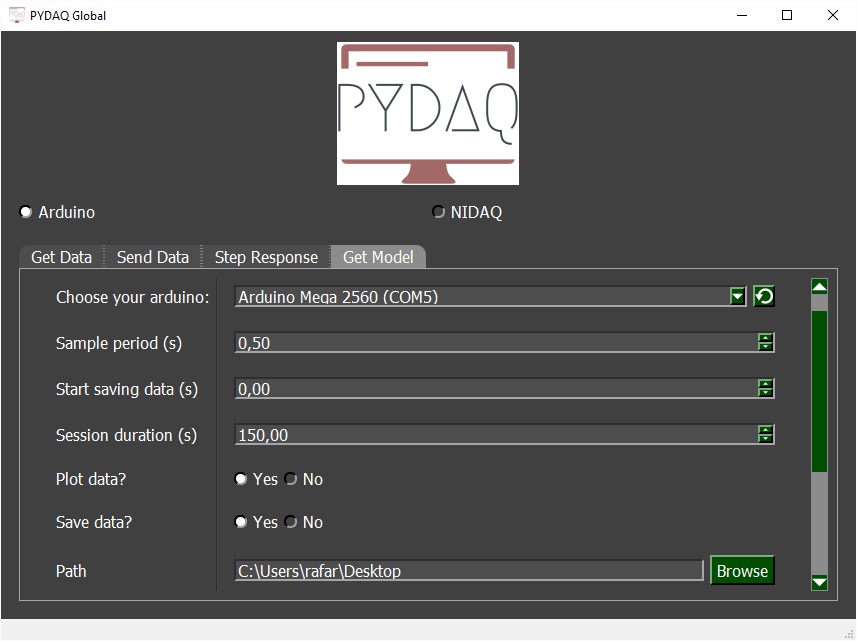 PYDAQ Global
PYDAQ
Arduino NIDAQ
Get Data Send Data Step Response Get Model
Choose your arduino: Arduino Mega 2560 (COM5)
Sample period (s) 0,50
Start saving data (s) 0,00
Session duration (s) 150,00
Plot data? Yes No
Save data? Yes No
Path C:\Users\rafar\Desktop Browse